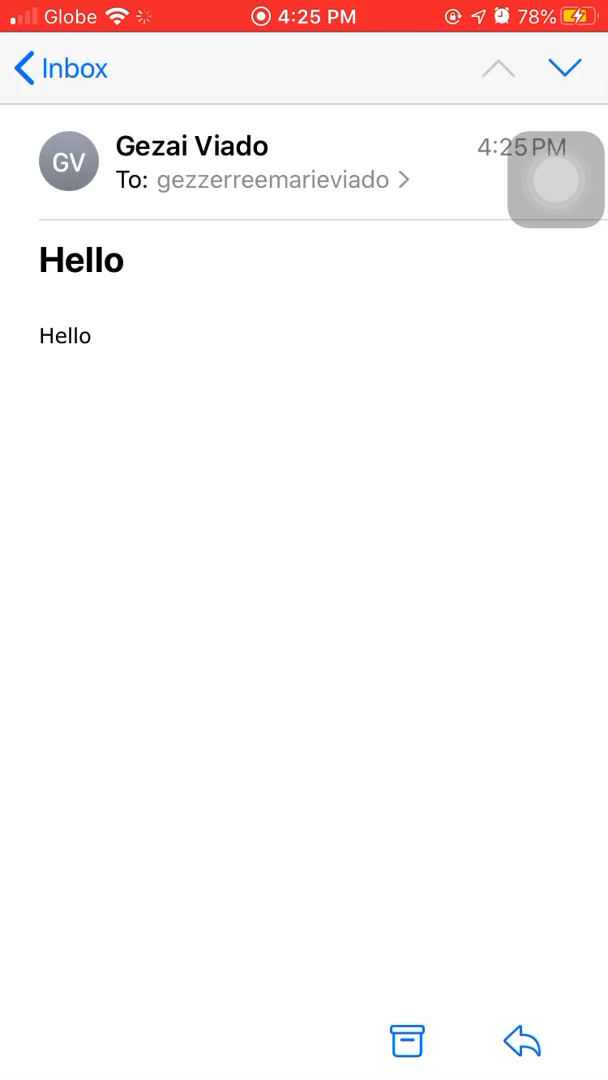 Globe 4:25 PM 78%
Inbox
GV Gezai Viado 4:25 PM
To: gezzerreemarieviado
Hello
Hello